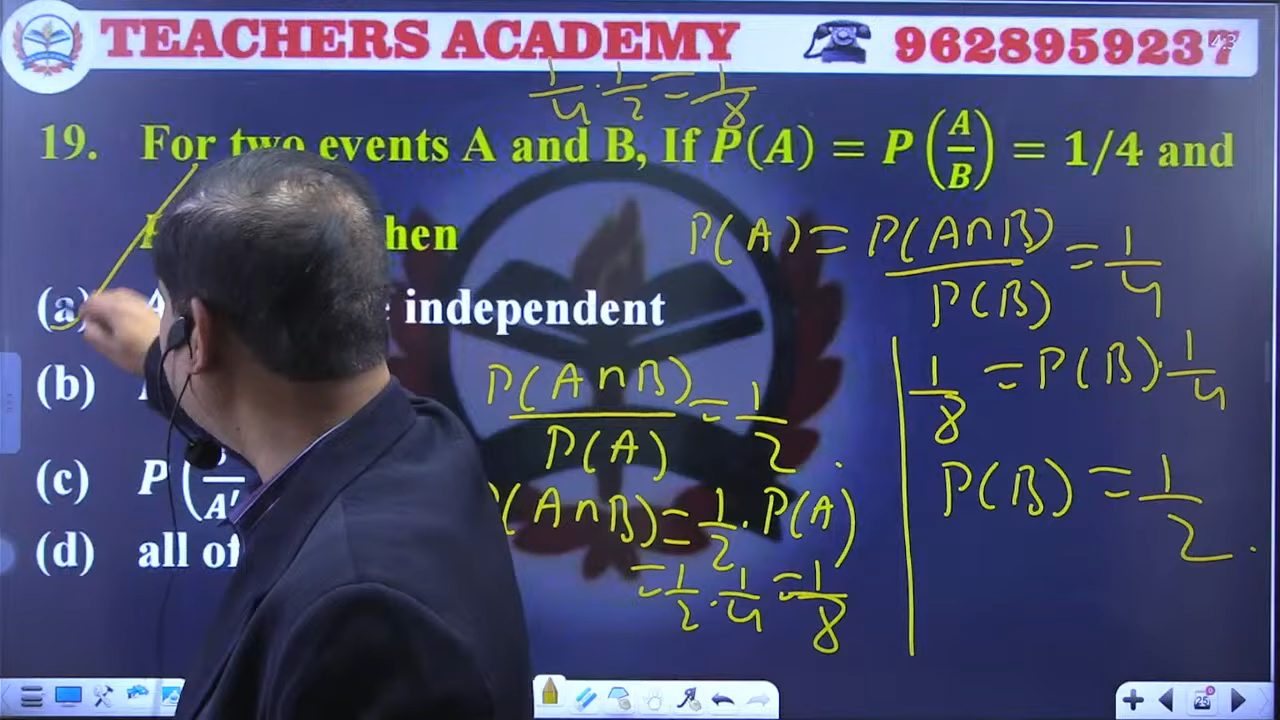 TEACHERS ACADEMY 9628959237
1/4 · 1/2 = 1/8
19. For two events A and B, If P(A) = P(A/B) = 1/4 and
hen
P(A) = P(A∩B)/P(B) = 1/4
(a) independent
(b)
P(A∩B)/P(A) = 1/2 .
1/8 = P(B) · 1/4
(c) P
A'
P(B) = 1/2 .
(A∩B) = 1/2 · P(A)
(d) all of
= 1/2 · 1/4 = 1/8
25